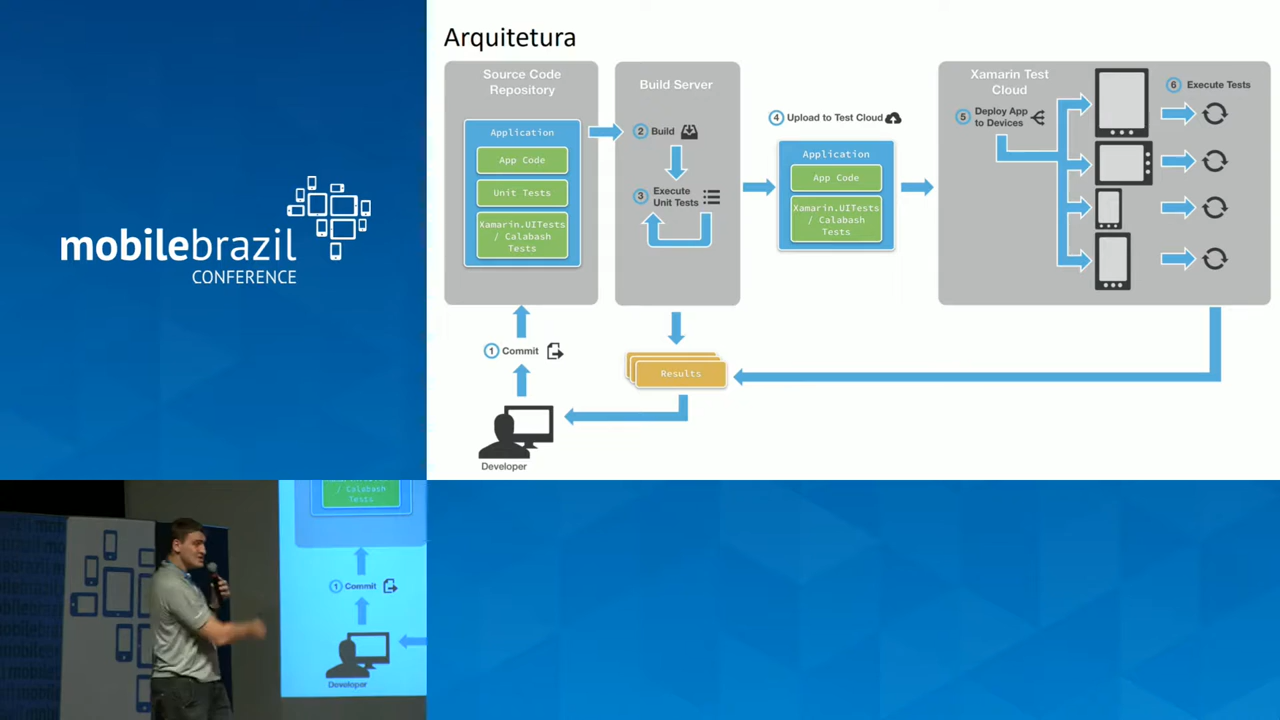 Arquitetura
Source Code
Repository
Application
App Code
Unit Tests
Xamarin.UITests
/ Calabash
Tests
Build Server
2 Build
3 Execute
Unit Tests
4 Upload to Test Cloud
Application
App Code
Xamarin.UITests
/ Calabash
Tests
Xamarin Test
Cloud
5 Deploy App
to Devices
6 Execute Tests
1 Commit
Results
Developer
mobilebrazil
CONFERENCE
/ Calabash
Tests
1 Commit
Developer
mobilebrazil